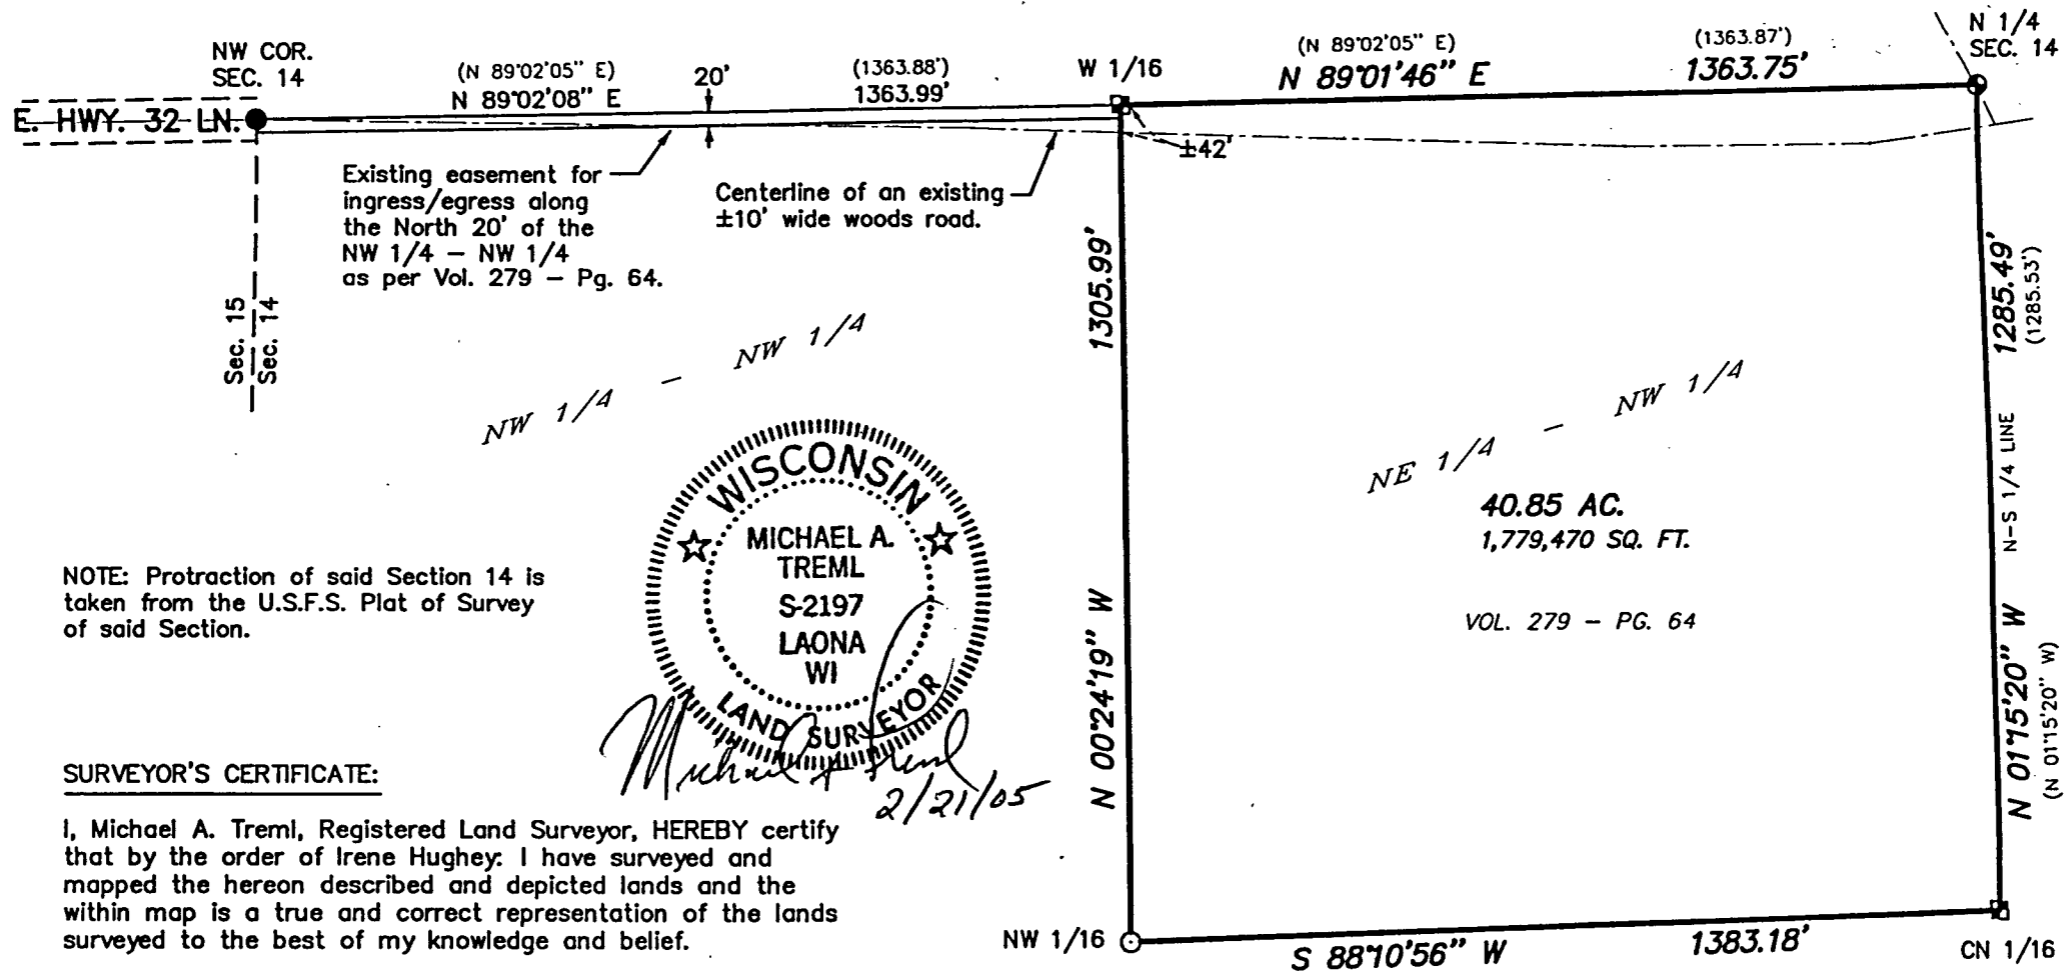 NW COR.
SEC. 14
E. HWY. 32 LN.
(N 89°02'05" E)
N 89°02'08" E
20'
(1363.88')
1363.99'
W 1/16
(N 89°02'05" E)
N 89°01'46" E
(1363.87')
1363.75'
N 1/4
SEC. 14
±42'
Existing easement for
ingress/egress along
the North 20' of the
NW 1/4 – NW 1/4
as per Vol. 279 – Pg. 64.
Centerline of an existing
±10' wide woods road.
Sec. 15
Sec. 14
NW 1/4 – NW 1/4
1305.99'
N 00°24'19" W
NE 1/4 – NW 1/4
40.85 AC.
1,779,470 SQ. FT.
VOL. 279 – PG. 64
1285.49'
(1285.53')
N–S 1/4 LINE
N 01°15'20" W
(N 01°15'20" W)
WISCONSIN
MICHAEL A.
TREML
S-2197
LAONA
WI
LAND SURVEYOR
Michael A Treml
2/21/05
NOTE: Protraction of said Section 14 is
taken from the U.S.F.S. Plat of Survey
of said Section.
SURVEYOR'S CERTIFICATE:
I, Michael A. Treml, Registered Land Surveyor, HEREBY certify
that by the order of Irene Hughey: I have surveyed and
mapped the hereon described and depicted lands and the
within map is a true and correct representation of the lands
surveyed to the best of my knowledge and belief.
NW 1/16
S 88°10'56" W
1383.18'
CN 1/16